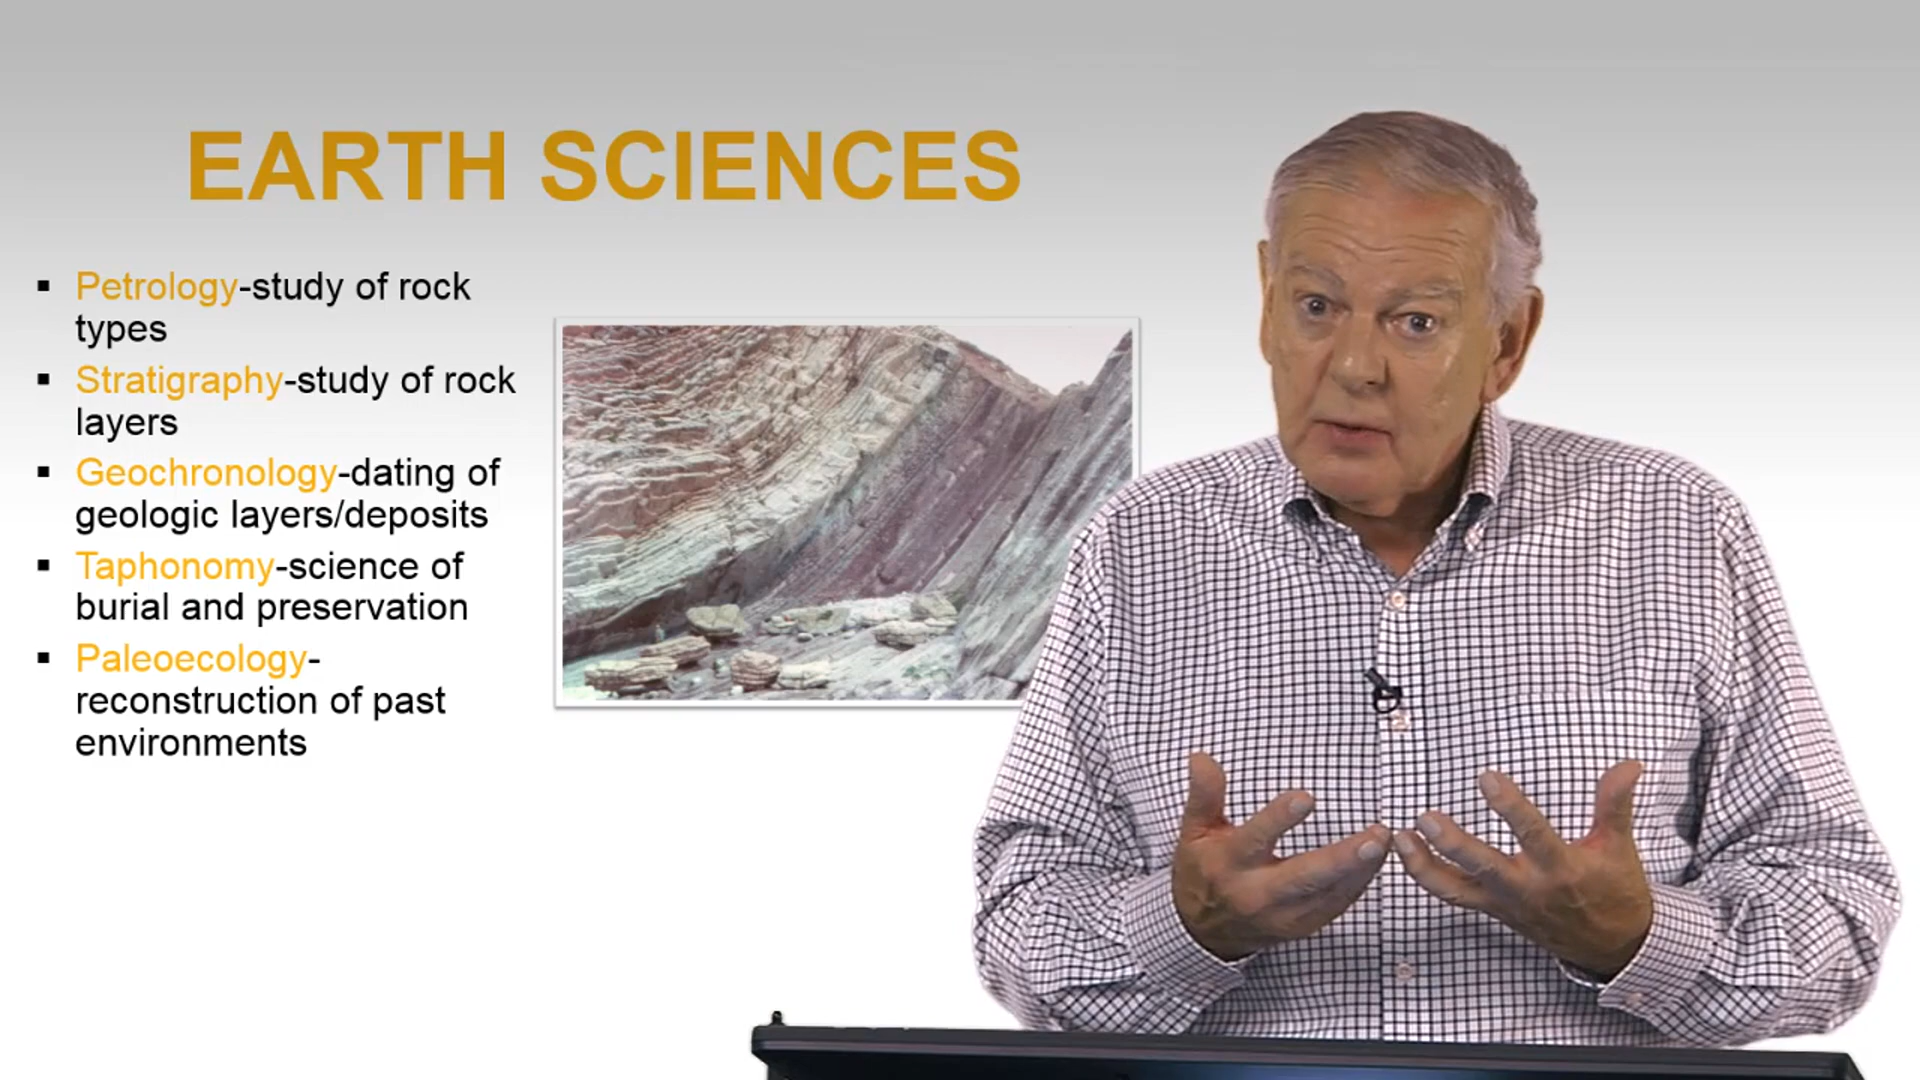 EARTH SCIENCES
▪ Petrology-study of rock
types
▪ Stratigraphy-study of rock
layers
▪ Geochronology-dating of
geologic layers/deposits
▪ Taphonomy-science of
burial and preservation
▪ Paleoecology-
reconstruction of past
environments